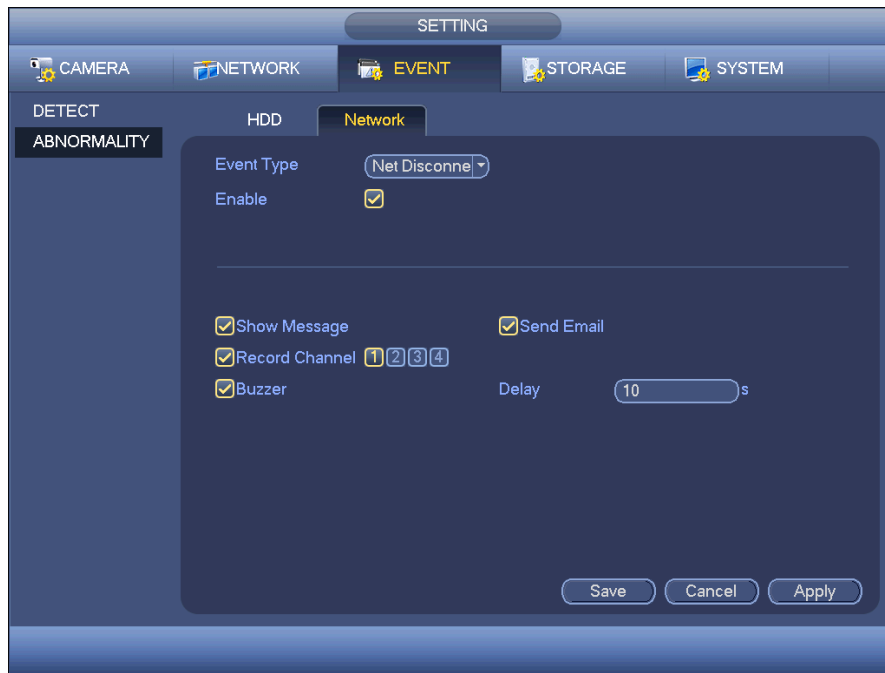 SETTING
CAMERA NETWORK EVENT STORAGE SYSTEM
DETECT
ABNORMALITY
HDD Network
Event Type Net Disconne
Enable
Show Message Send Email
Record Channel 1 2 3 4
Buzzer Delay 10 s
Save Cancel Apply